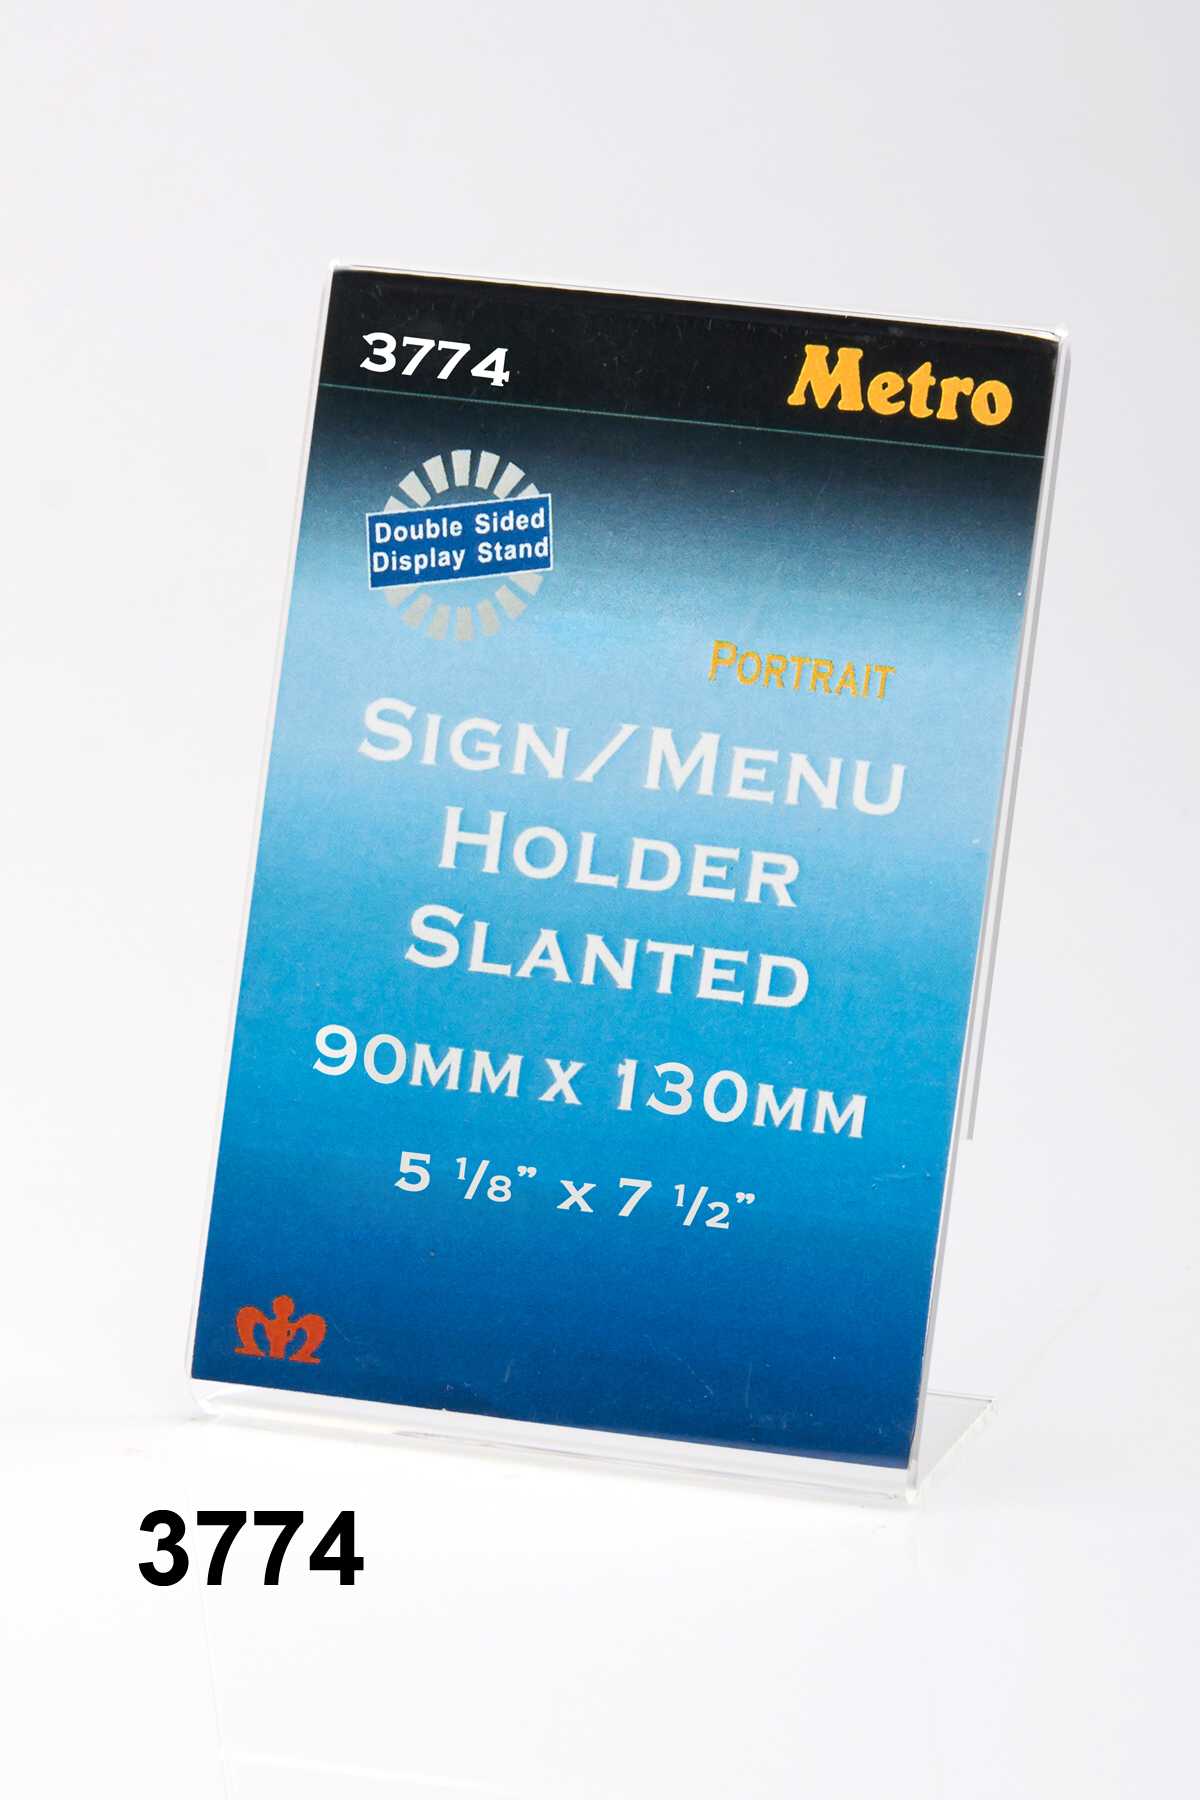 3774
Metro
Double Sided
Display Stand
PORTRAIT
SIGN/MENU
HOLDER
SLANTED
90MM X 130MM
5 1/8” x 7 1/2”
3774